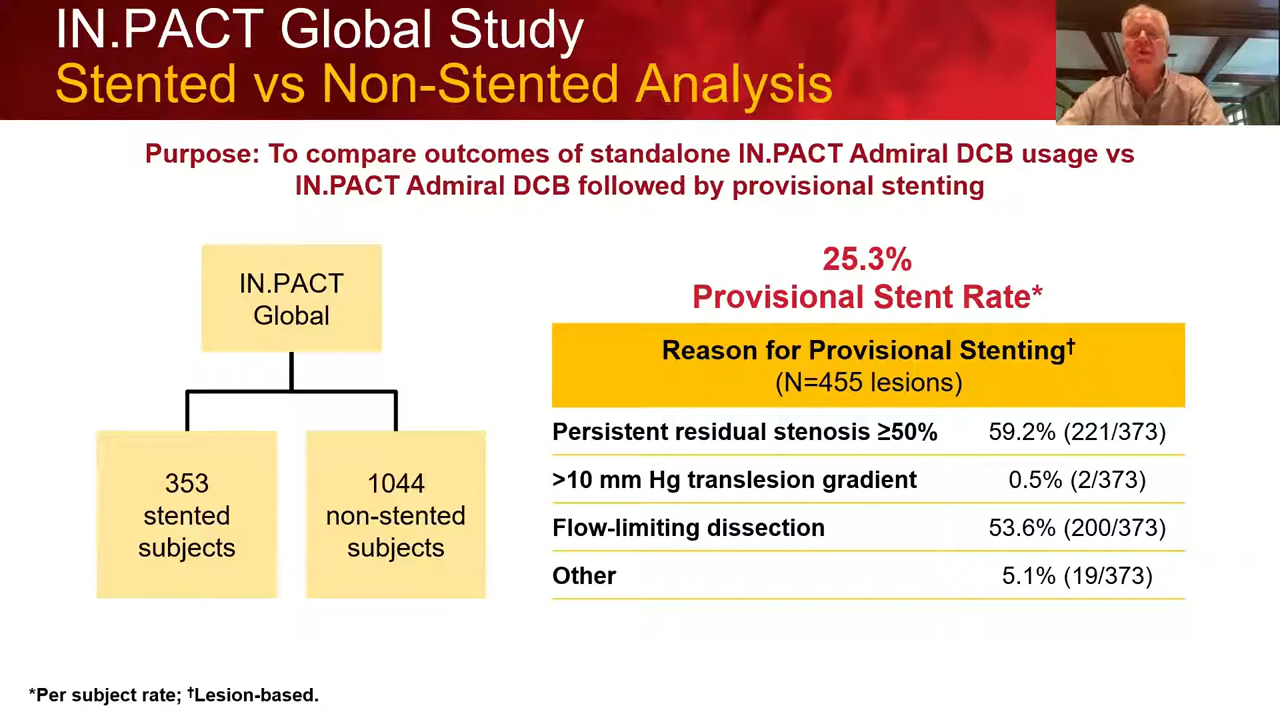 IN.PACT Global Study
Stented vs Non-Stented Analysis
Purpose: To compare outcomes of standalone IN.PACT Admiral DCB usage vs
IN.PACT Admiral DCB followed by provisional stenting
IN.PACT
Global
353
stented
subjects
1044
non-stented
subjects
25.3%
Provisional Stent Rate*
Reason for Provisional Stenting†
(N=455 lesions)
Persistent residual stenosis ≥50% 59.2% (221/373)
>10 mm Hg translesion gradient 0.5% (2/373)
Flow-limiting dissection 53.6% (200/373)
Other 5.1% (19/373)
*Per subject rate; †Lesion-based.